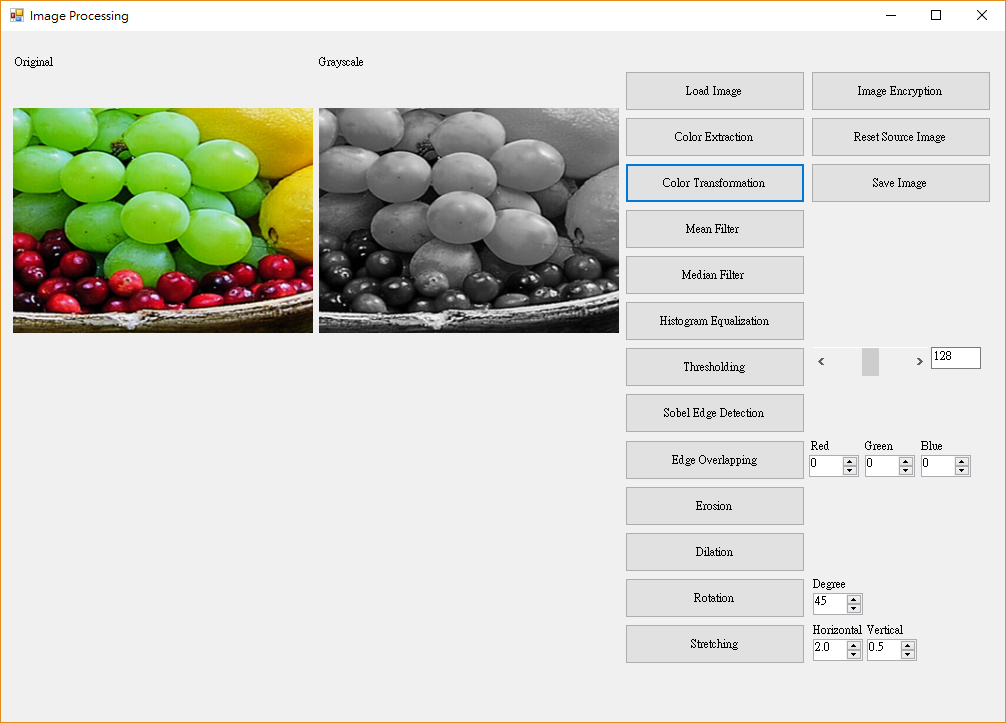 Image Processing
Original
Grayscale
Load Image
Image Encryption
Color Extraction
Reset Source Image
Color Transformation
Save Image
Mean Filter
Median Filter
Histogram Equalization
Thresholding
128
Sobel Edge Detection
Edge Overlapping
Red
Green
Blue
0
0
0
Erosion
Dilation
Rotation
Degree
45
Stretching
Horizontal
Vertical
2.0
0.5